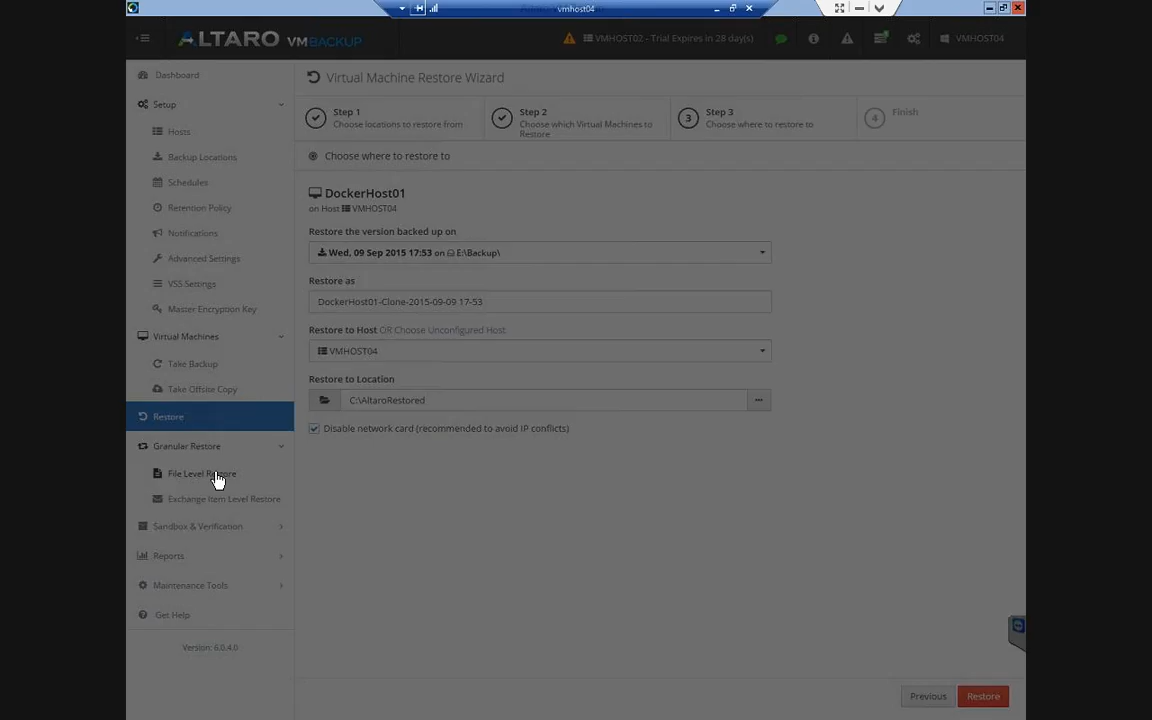 vmhost04
ALTARO VMBACKUP
VMHOST02 - Trial Expires in 28 day(s)
VMHOST04
Dashboard
Setup
Hosts
Backup Locations
Schedules
Retention Policy
Notifications
Advanced Settings
VSS Settings
Master Encryption Key
Virtual Machines
Take Backup
Take Offsite Copy
Restore
Granular Restore
File Level Restore
Exchange Item Level Restore
Sandbox & Verification
Reports
Maintenance Tools
Get Help
Version: 6.0.4.0
Virtual Machine Restore Wizard
Step 1
Choose locations to restore from
Step 2
Choose which Virtual Machines to
Restore
3
Step 3
Choose where to restore to
4
Finish
Choose where to restore to
DockerHost01
on Host VMHOST04
Restore the version backed up on
Wed, 09 Sep 2015 17:53 on E:\Backup\
Restore as
DockerHost01-Clone-2015-09-09 17-53
Restore to Host OR Choose Unconfigured Host
VMHOST04
Restore to Location
C:\AltaroRestored
Disable network card (recommended to avoid IP conflicts)
Previous
Restore